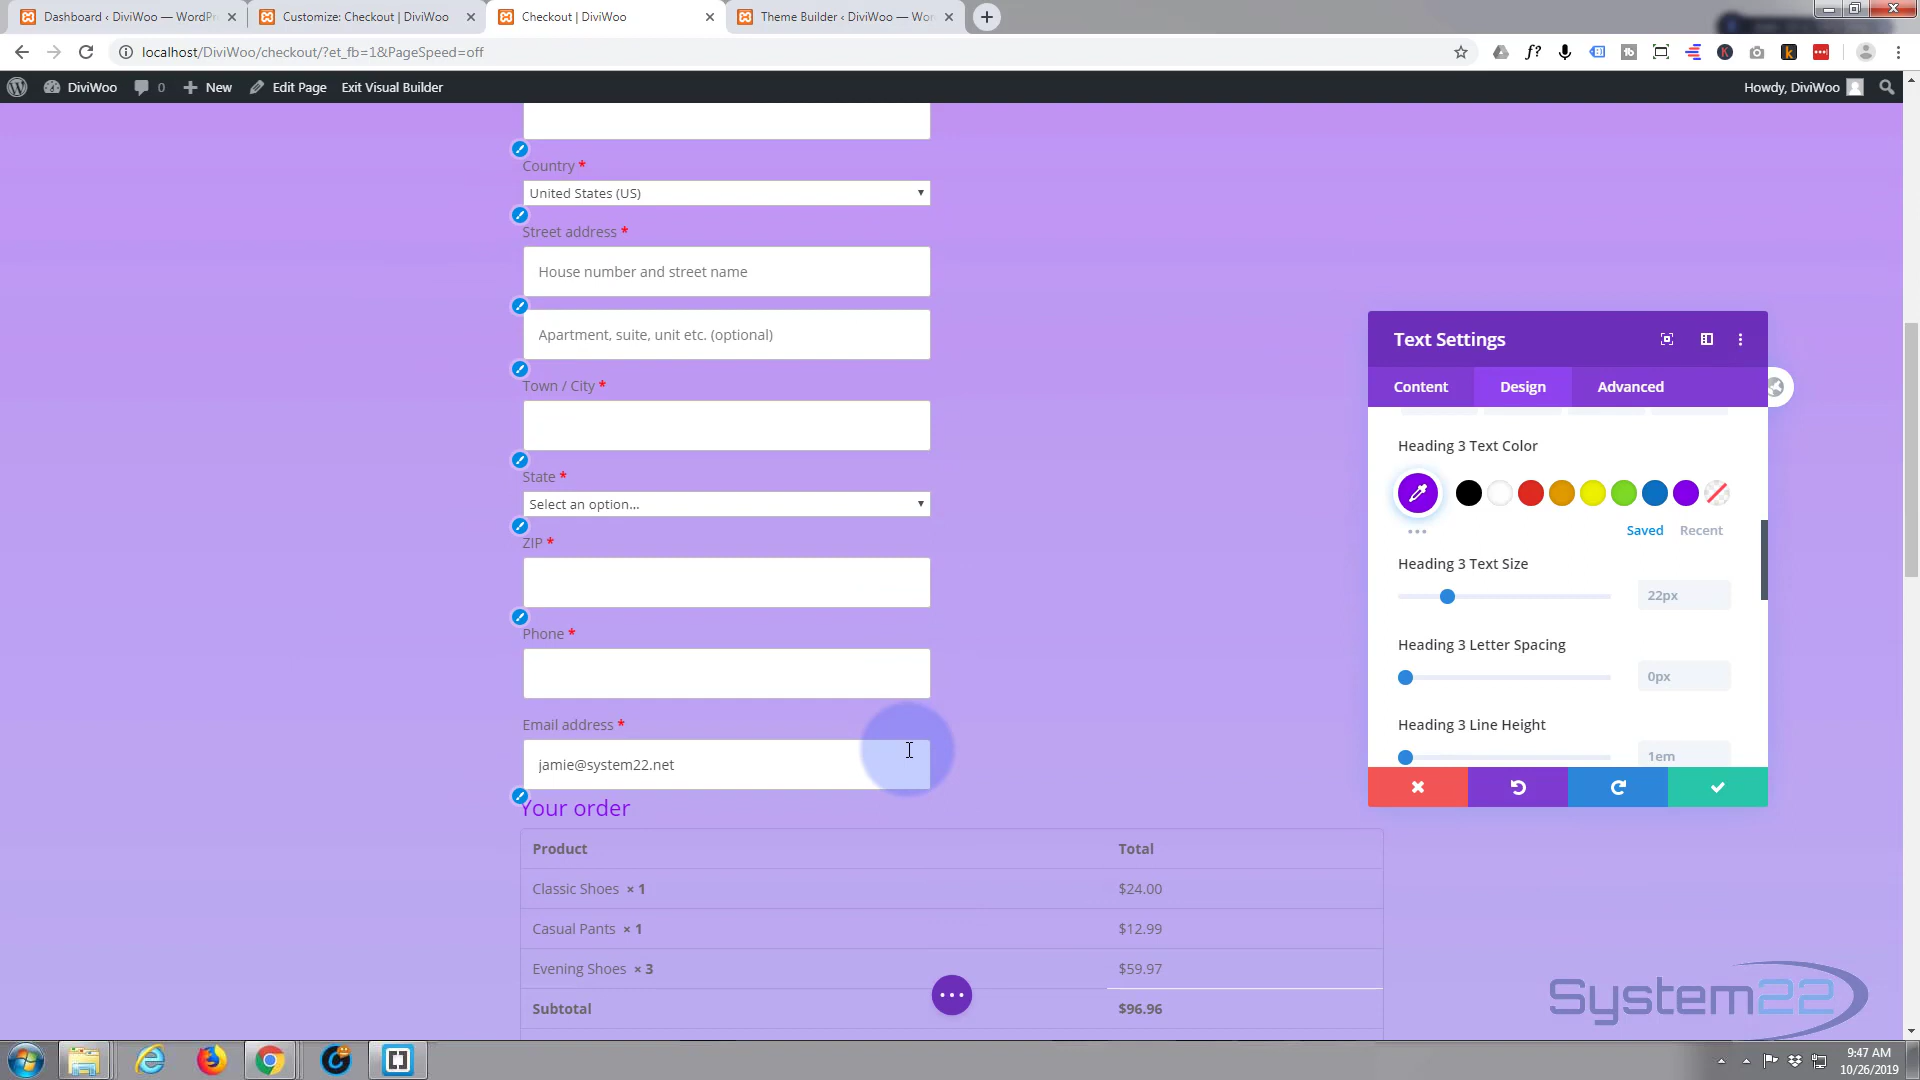 Dashboard ‹ DiviWoo — WordPr
Customize: Checkout | DiviWoo
Checkout | DiviWoo
Theme Builder ‹ DiviWoo — Wor
localhost/DiviWoo/checkout/?et_fb=1&PageSpeed=off
DiviWoo 0 New Edit Page Exit Visual Builder Howdy, DiviWoo
Country *
United States (US)
Street address *
House number and street name
Apartment, suite, unit etc. (optional)
Town / City *
State *
Select an option...
ZIP *
Phone *
Email address *
jamie@system22.net
Your order
Product Total
Classic Shoes × 1 $24.00
Casual Pants × 1 $12.99
Evening Shoes × 3 $59.97
Subtotal $96.96
Text Settings
Content Design Advanced
Heading 3 Text Color
Saved Recent
Heading 3 Text Size
22px
Heading 3 Letter Spacing
0px
Heading 3 Line Height
1em
System22
9:47 AM
10/26/2019